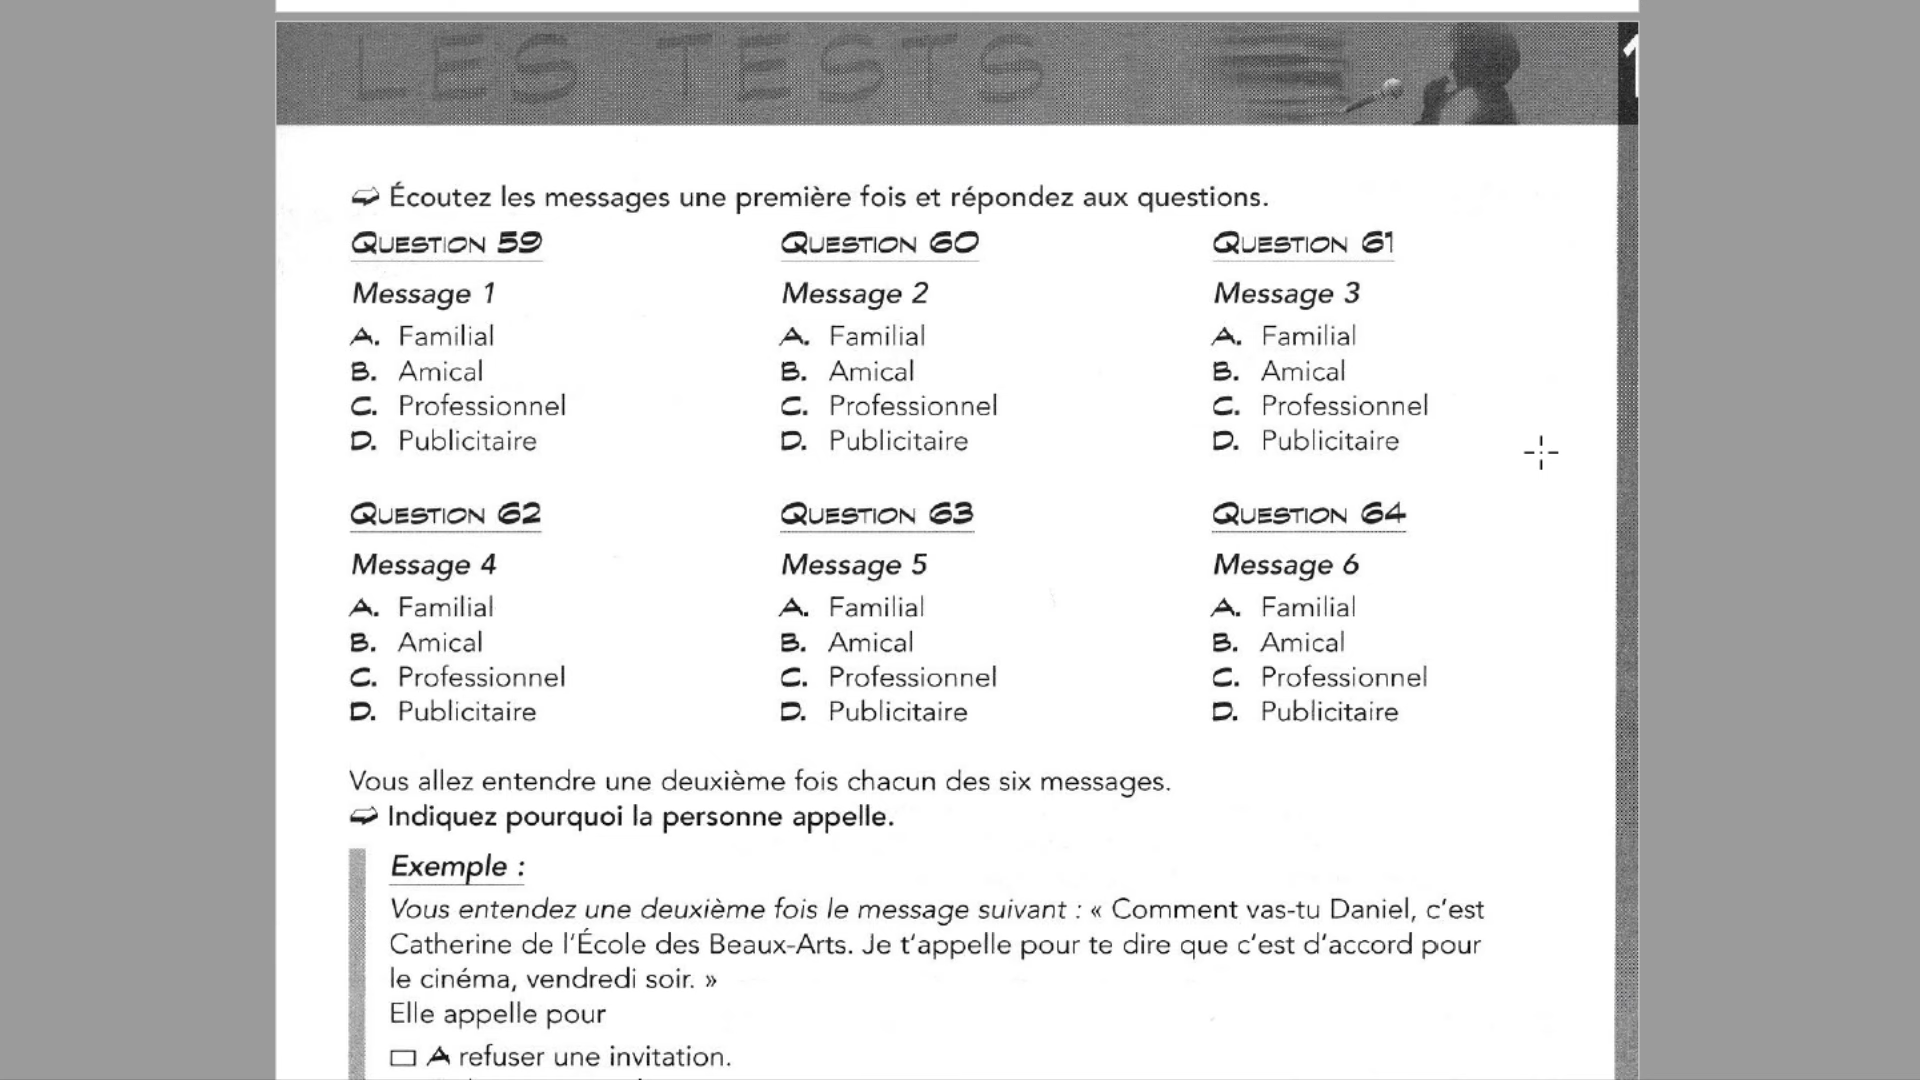 LES TESTS
1
➯ Écoutez les messages une première fois et répondez aux questions.
QUESTION 59
Message 1
A. Familial
B. Amical
C. Professionnel
D. Publicitaire
QUESTION 60
Message 2
A. Familial
B. Amical
C. Professionnel
D. Publicitaire
QUESTION 61
Message 3
A. Familial
B. Amical
C. Professionnel
D. Publicitaire
QUESTION 62
Message 4
A. Familial
B. Amical
C. Professionnel
D. Publicitaire
QUESTION 63
Message 5
A. Familial
B. Amical
C. Professionnel
D. Publicitaire
QUESTION 64
Message 6
A. Familial
B. Amical
C. Professionnel
D. Publicitaire
Vous allez entendre une deuxième fois chacun des six messages.
➯ Indiquez pourquoi la personne appelle.
Exemple :
Vous entendez une deuxième fois le message suivant : « Comment vas-tu Daniel, c'est
Catherine de l'École des Beaux-Arts. Je t'appelle pour te dire que c'est d'accord pour
le cinéma, vendredi soir. »
Elle appelle pour
A refuser une invitation.